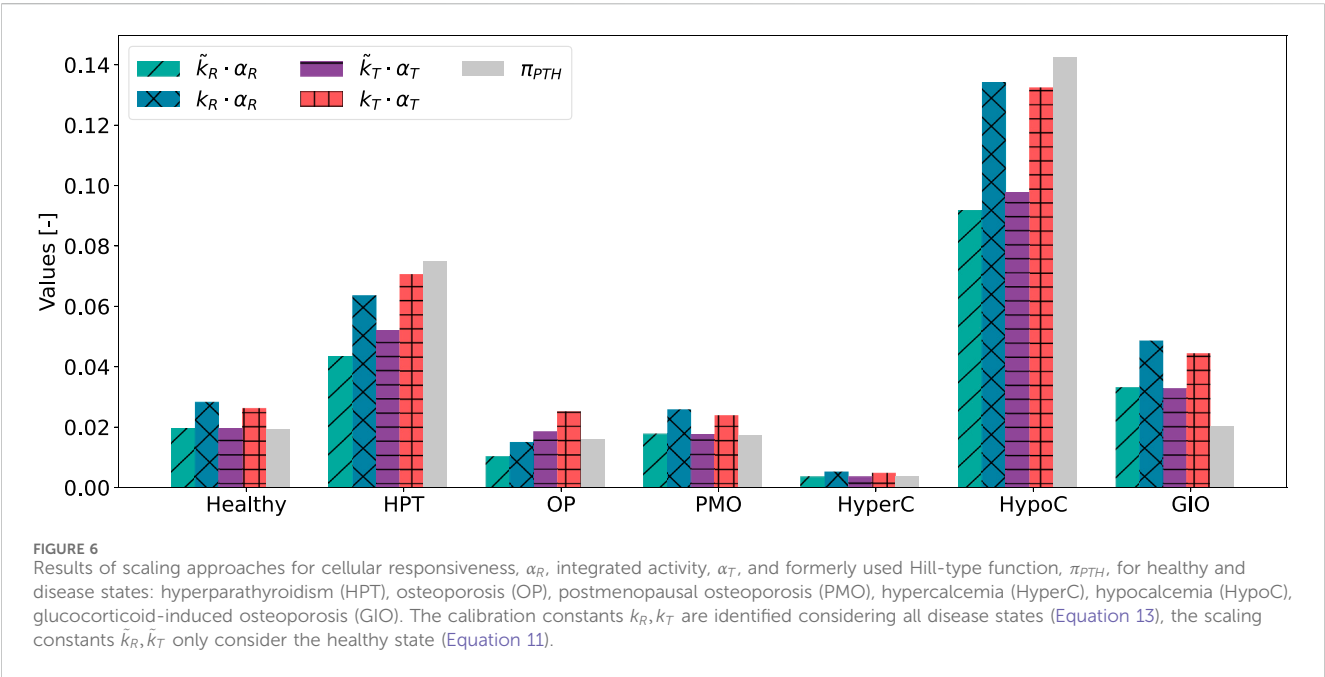 0.14
0.12
0.10
0.08
0.06
0.04
0.02
0.00
Values [-]
k̃_R · α_R
k_R · α_R
k̃_T · α_T
k_T · α_T
π_PTH
Healthy HPT OP PMO HyperC HypoC GIO
FIGURE 6
Results of scaling approaches for cellular responsiveness, α_R, integrated activity, α_T, and formerly used Hill-type function, π_PTH, for healthy and
disease states: hyperparathyroidism (HPT), osteoporosis (OP), postmenopausal osteoporosis (PMO), hypercalcemia (HyperC), hypocalcemia (HypoC),
glucocorticoid-induced osteoporosis (GIO). The calibration constants k_R, k_T are identified considering all disease states (Equation 13), the scaling
constants k̃_R, k̃_T only consider the healthy state (Equation 11).